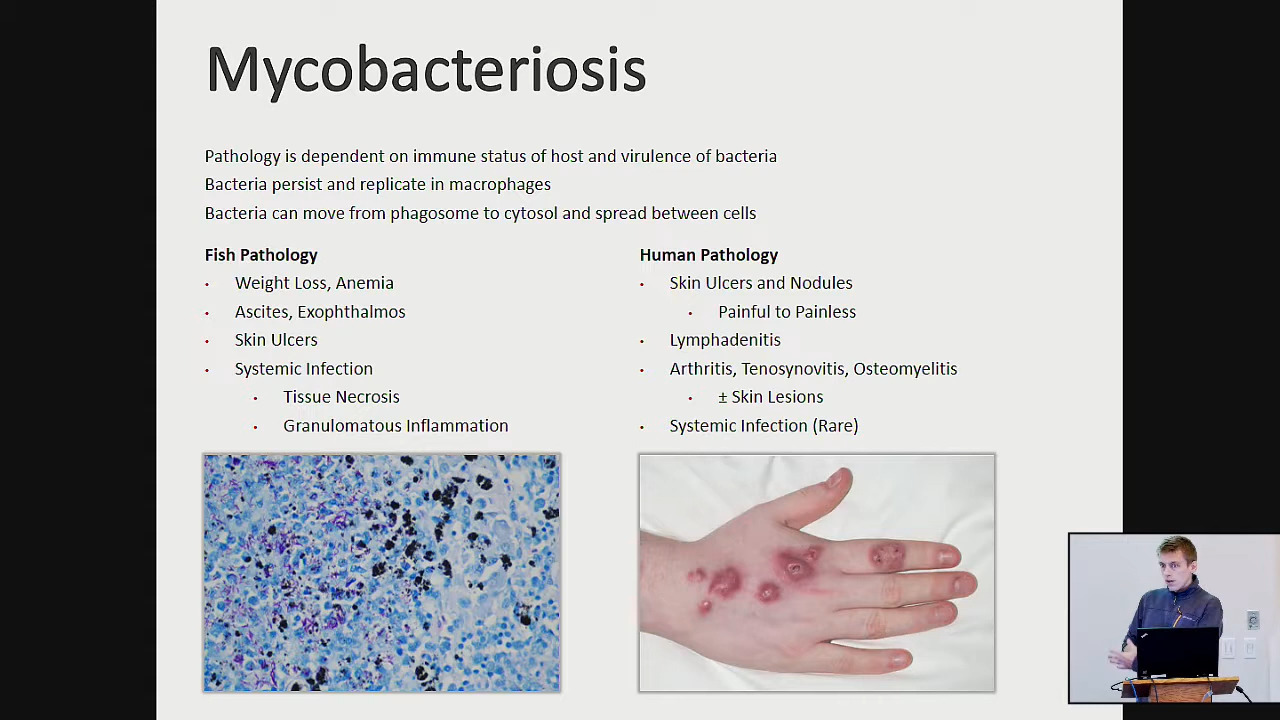 Mycobacteriosis
Pathology is dependent on immune status of host and virulence of bacteria
Bacteria persist and replicate in macrophages
Bacteria can move from phagosome to cytosol and spread between cells
Fish Pathology
• Weight Loss, Anemia
• Ascites, Exophthalmos
• Skin Ulcers
• Systemic Infection
• Tissue Necrosis
• Granulomatous Inflammation
Human Pathology
• Skin Ulcers and Nodules
• Painful to Painless
• Lymphadenitis
• Arthritis, Tenosynovitis, Osteomyelitis
• ± Skin Lesions
• Systemic Infection (Rare)